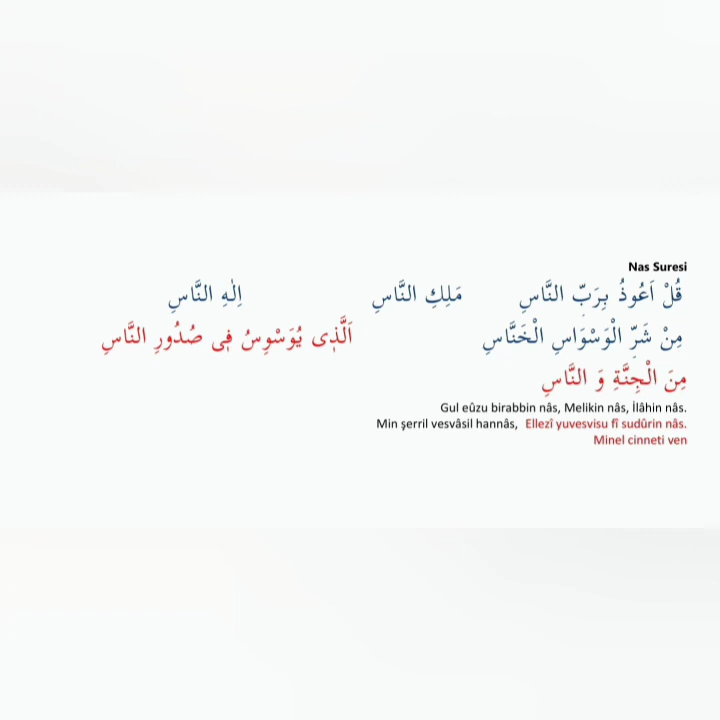 Nas Suresi
قُلْ اَعُوذُ بِرَبِّ النَّاسِ مَلِكِ النَّاسِ اِلٰهِ النَّاسِ
مِنْ شَرِّ الْوَسْوَاسِ الْخَنَّاسِ اَلَّذٖى يُوَسْوِسُ فٖى صُدُورِ النَّاسِ
مِنَ الْجِنَّةِ وَ النَّاسِ
Gul eûzu birabbin nâs, Melikin nâs, İlâhin nâs.
Min şerril vesvâsil hannâs, Ellezî yuvesvisu fî sudûrin nâs.
Minel cinneti ven